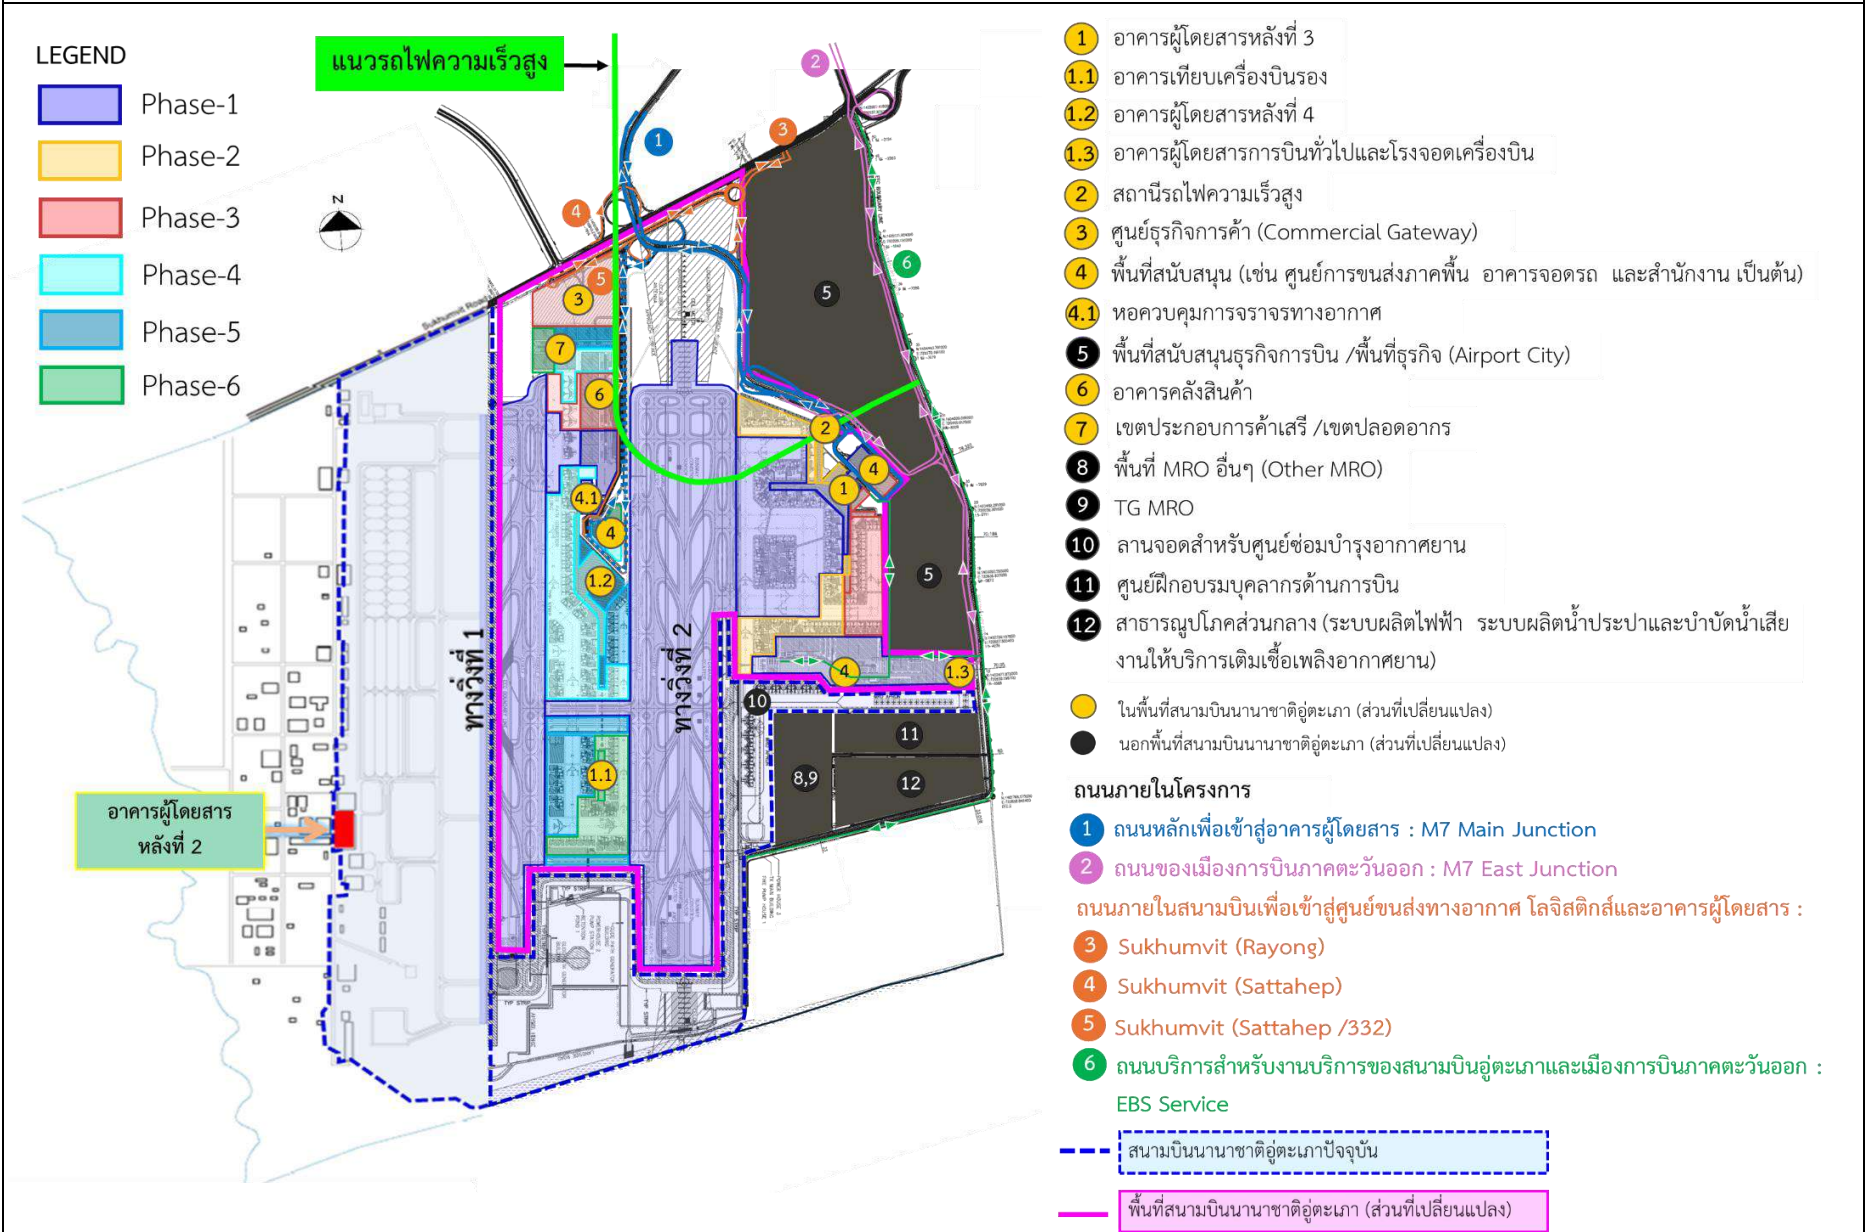 LEGEND
Phase-1
Phase-2
Phase-3
Phase-4
Phase-5
Phase-6
แนวรถไฟความเร็วสูง
N
Sukhumvit Road
ทางวิ่งที่ 1
ทางวิ่งที่ 2
อาคารผู้โดยสาร
หลังที่ 2
1
2
3
4
5
6
3
7
6
4.1
4
1.2
1.1
2
4
1
5
5
4
1.3
10
11
8,9
12
1 อาคารผู้โดยสารหลังที่ 3
1.1 อาคารเทียบเครื่องบินรอง
1.2 อาคารผู้โดยสารหลังที่ 4
1.3 อาคารผู้โดยสารการบินทั่วไปและโรงจอดเครื่องบิน
2 สถานีรถไฟความเร็วสูง
3 ศูนย์ธุรกิจการค้า (Commercial Gateway)
4 พื้นที่สนับสนุน (เช่น ศูนย์การขนส่งภาคพื้น อาคารจอดรถ และสำนักงาน เป็นต้น)
4.1 หอควบคุมการจราจรทางอากาศ
5 พื้นที่สนับสนุนธุรกิจการบิน /พื้นที่ธุรกิจ (Airport City)
6 อาคารคลังสินค้า
7 เขตประกอบการค้าเสรี /เขตปลอดอากร
8 พื้นที่ MRO อื่นๆ (Other MRO)
9 TG MRO
10 ลานจอดสำหรับศูนย์ซ่อมบำรุงอากาศยาน
11 ศูนย์ฝึกอบรมบุคลากรด้านการบิน
12 สาธารณูปโภคส่วนกลาง (ระบบผลิตไฟฟ้า ระบบผลิตน้ำประปาและบำบัดน้ำเสีย
งานให้บริการเติมเชื้อเพลิงอากาศยาน)
ในพื้นที่สนามบินนานาชาติอู่ตะเภา (ส่วนที่เปลี่ยนแปลง)
นอกพื้นที่สนามบินนานาชาติอู่ตะเภา (ส่วนที่เปลี่ยนแปลง)
ถนนภายในโครงการ
1 ถนนหลักเพื่อเข้าสู่อาคารผู้โดยสาร : M7 Main Junction
2 ถนนของเมืองการบินภาคตะวันออก : M7 East Junction
ถนนภายในสนามบินเพื่อเข้าสู่ศูนย์ขนส่งทางอากาศ โลจิสติกส์และอาคารผู้โดยสาร :
3 Sukhumvit (Rayong)
4 Sukhumvit (Sattahep)
5 Sukhumvit (Sattahep /332)
6 ถนนบริการสำหรับงานบริการของสนามบินอู่ตะเภาและเมืองการบินภาคตะวันออก :
EBS Service
สนามบินนานาชาติอู่ตะเภาปัจจุบัน
พื้นที่สนามบินนานาชาติอู่ตะเภา (ส่วนที่เปลี่ยนแปลง)